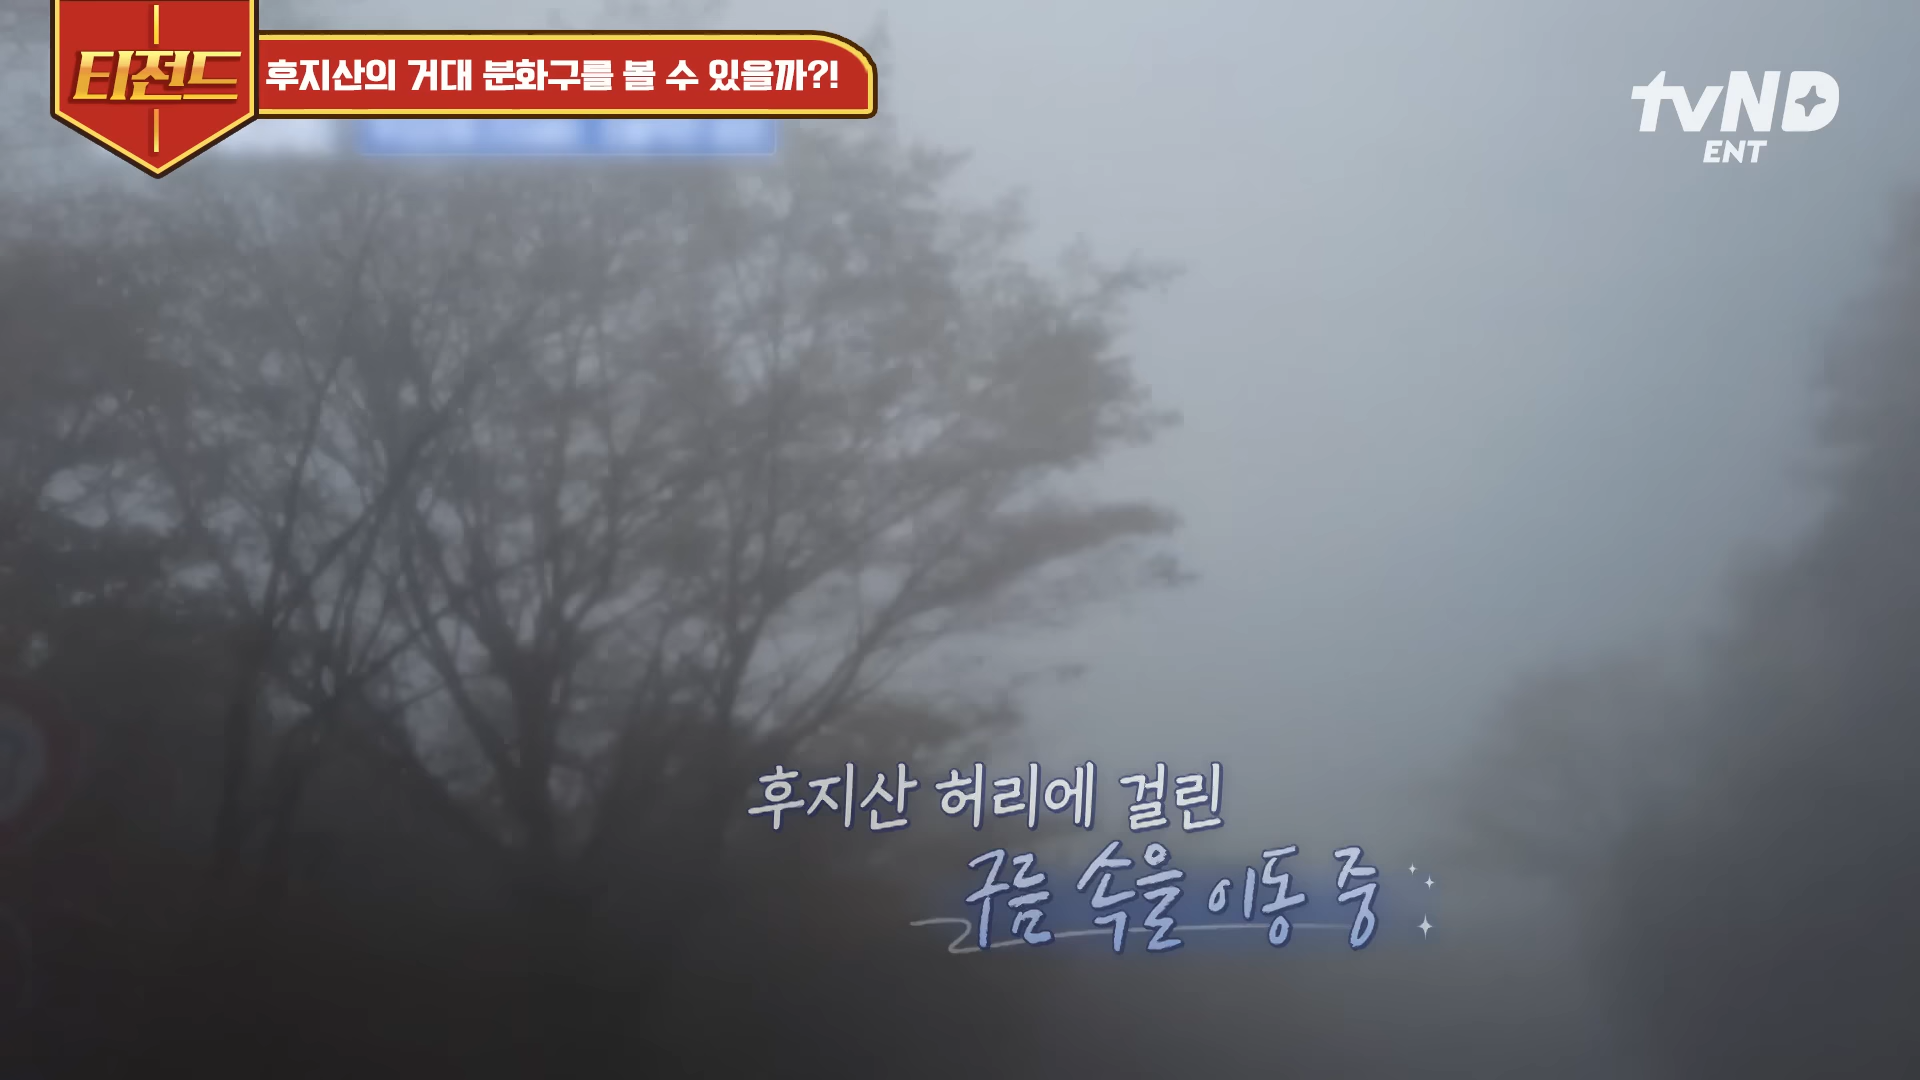 티전드
후지산의 거대 분화구를 볼 수 있을까?!
tvND
ENT
후지산 허리에 걸린
구름 속을 이동 중